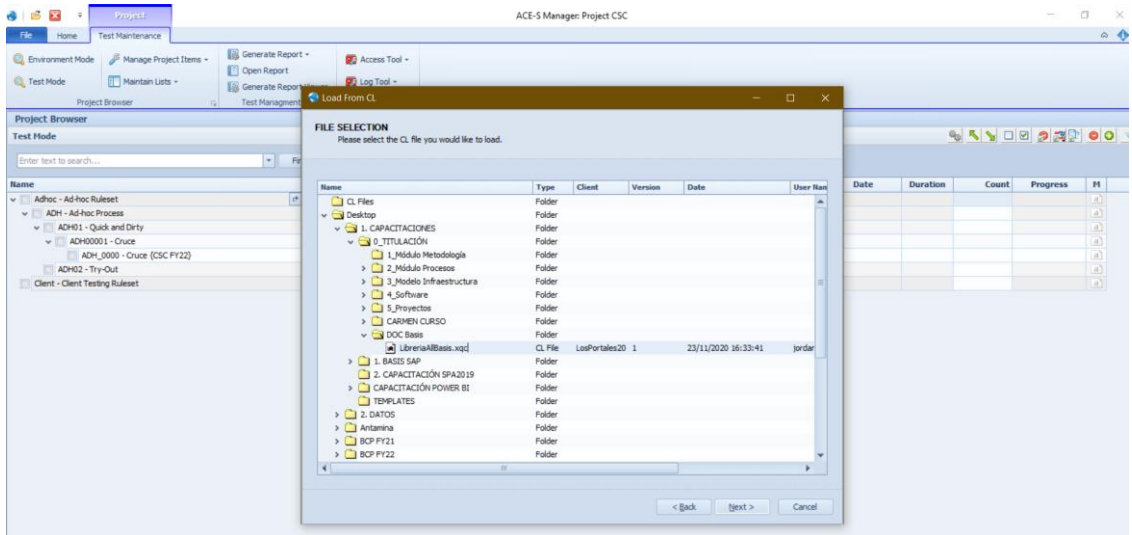 Project
ACE-S Manager: Project CSC
File Home Test Maintenance
Environment Mode Manage Project Items Generate Report Access Tool
Open Report
Test Mode Maintain Lists Generate Report Log Tool
Project Browser Test Managment
Load From CL
Project Browser
Test Mode
FILE SELECTION
Please select the CL file you would like to load.
Enter text to search...
Name Date Duration Count Progress M
Adhoc - Ad-hoc Ruleset
ADH - Ad-hoc Process
ADH01 - Quick and Dirty
ADH00001 - Cruce
ADH_0000 - Cruce {CSC FY22}
ADH02 - Try-Out
Client - Client Testing Ruleset
Name Type Client Version Date User Nan
CL Files Folder
Desktop Folder
1. CAPACITACIONES Folder
0_TITULACIÓN Folder
1_Módulo Metodología Folder
2_Módulo Procesos Folder
3_Modelo Infraestructura Folder
4_Software Folder
5_Proyectos Folder
CARMEN CURSO Folder
DOC Basis Folder
LibreriaAllBasis.xqc CL File LosPortales20 1 23/11/2020 16:33:41 jordar
1. BASIS SAP Folder
2. CAPACITACIÓN SPA2019 Folder
CAPACITACIÓN POWER BI Folder
TEMPLATES Folder
2. DATOS Folder
Antamina Folder
BCP FY21 Folder
BCP FY22 Folder
< Back Next > Cancel